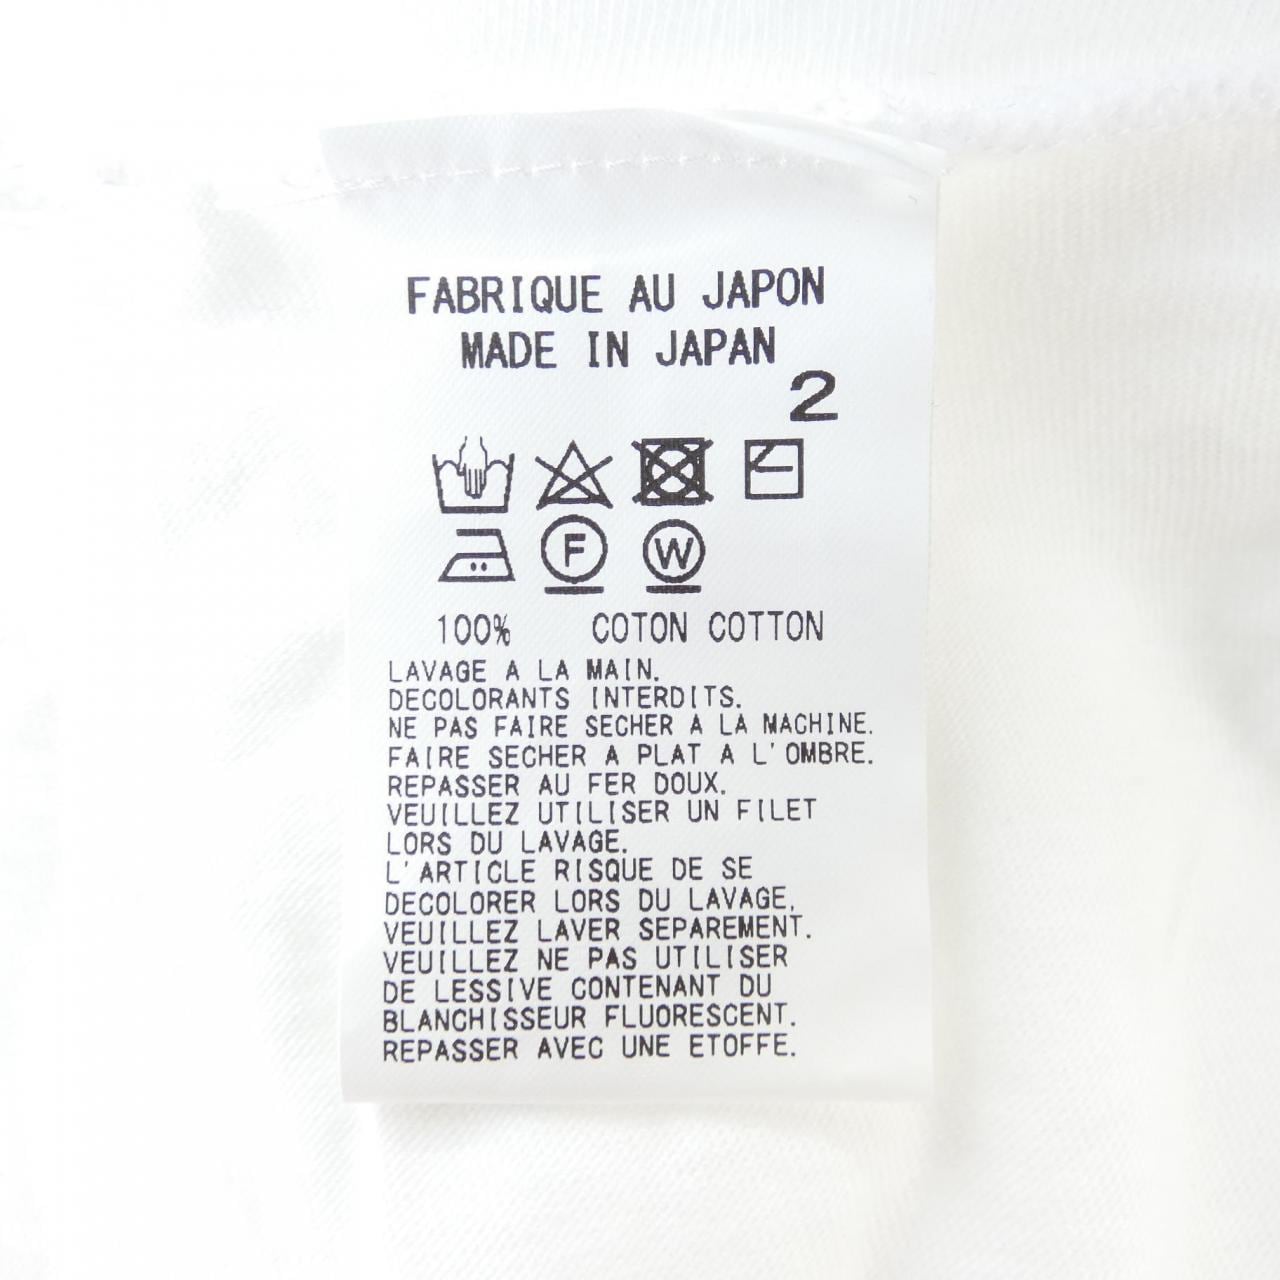 FABRIQUE AU JAPON
MADE IN JAPAN
2
F W
100% COTON COTTON
LAVAGE A LA MAIN.
DECOLORANTS INTERDITS.
NE PAS FAIRE SECHER A LA MACHINE.
FAIRE SECHER A PLAT A L'OMBRE.
REPASSER AU FER DOUX.
VEUILLEZ UTILISER UN FILET
LORS DU LAVAGE.
L'ARTICLE RISQUE DE SE
DECOLORER LORS DU LAVAGE,
VEUILLEZ LAVER SEPAREMENT.
VEUILLEZ NE PAS UTILISER
DE LESSIVE CONTENANT DU
BLANCHISSEUR FLUORESCENT.
REPASSER AVEC UNE ETOFFE.